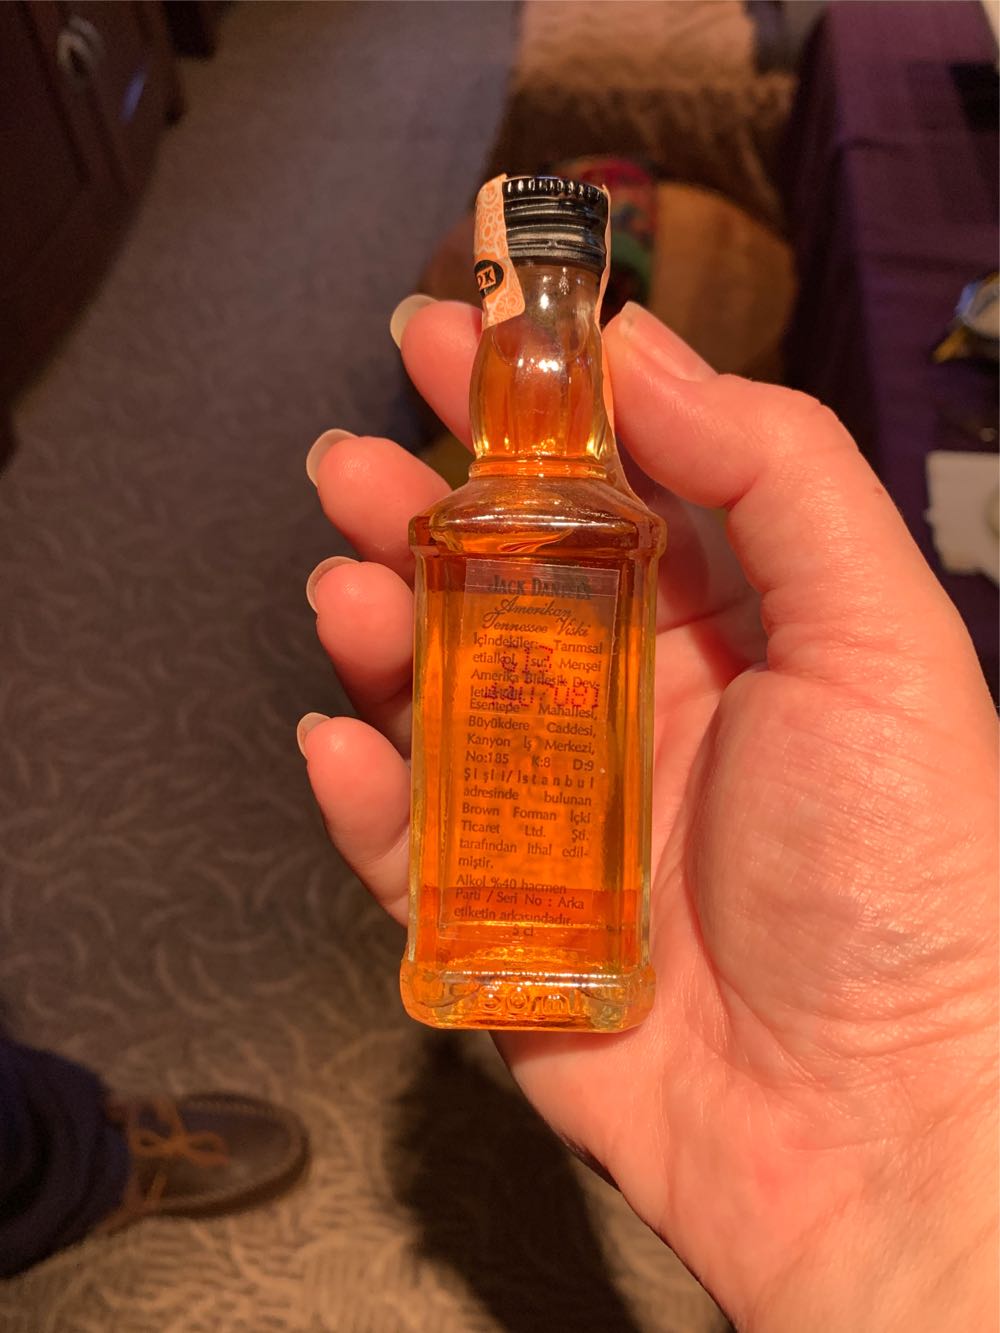 JACK DANIEL'S
Amerikan
Tennessee Viski
İçindekiler: Tarımsal
etialkol, su. Menşei
Amerika Birleşik Dev-
Esentepe Mahallesi,
Büyükdere Caddesi,
Kanyon İş Merkezi,
No:185 K:8 D:9
Şişli/İstanbul
adresinde bulunan
Brown Forman İçki
Ticaret Ltd. Şti.
tarafından ithal edil-
miştir.
Alkol %40 hacmen
Parti / Seri No : Arka
etiketin arkasındadır.
5 cl
50ml